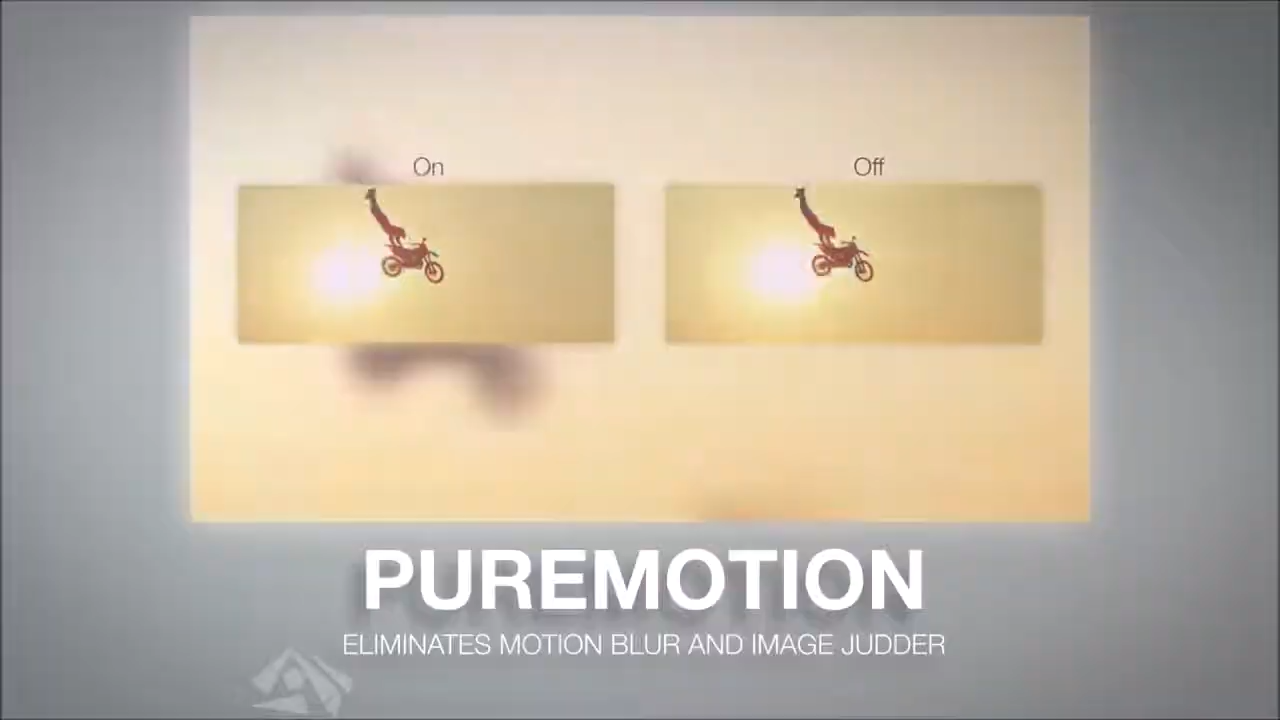 On
Off
PUREMOTION
ELIMINATES MOTION BLUR AND IMAGE JUDDER